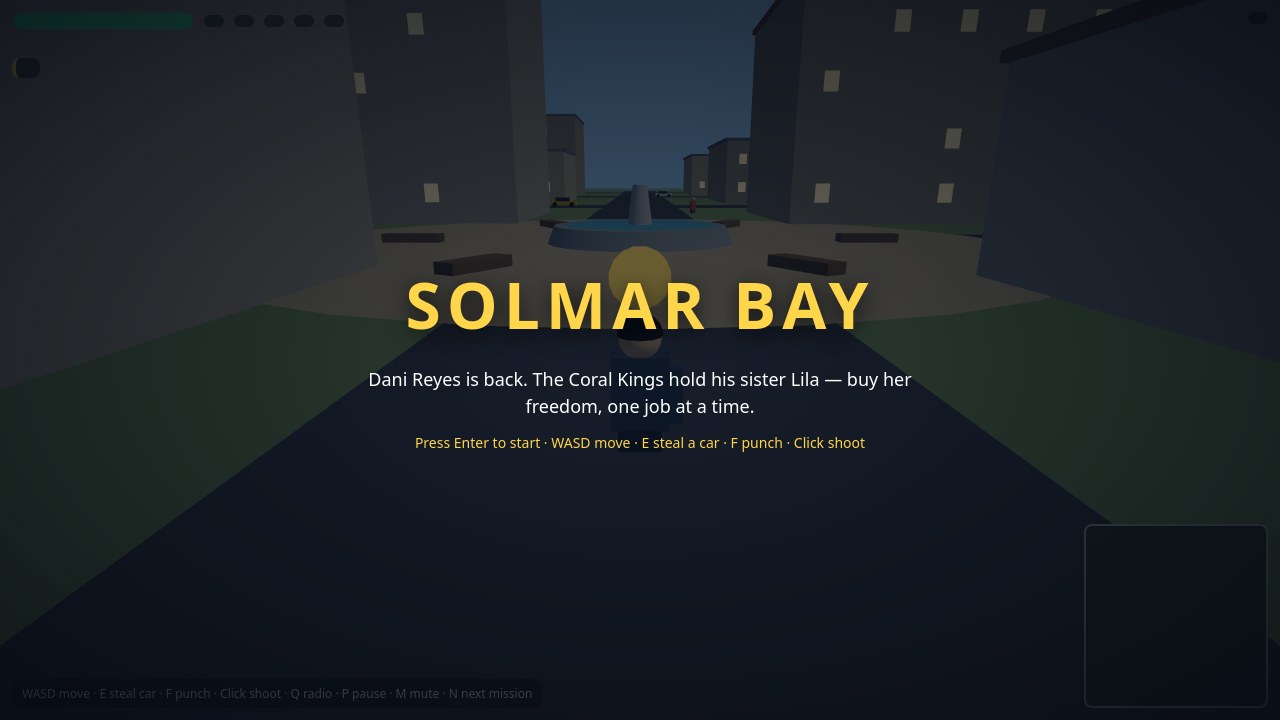 SOLMAR BAY
Dani Reyes is back. The Coral Kings hold his sister Lila — buy her
freedom, one job at a time.
Press Enter to start · WASD move · E steal a car · F punch · Click shoot
WASD move · E steal car · F punch · Click shoot · Q radio · P pause · M mute · N next mission